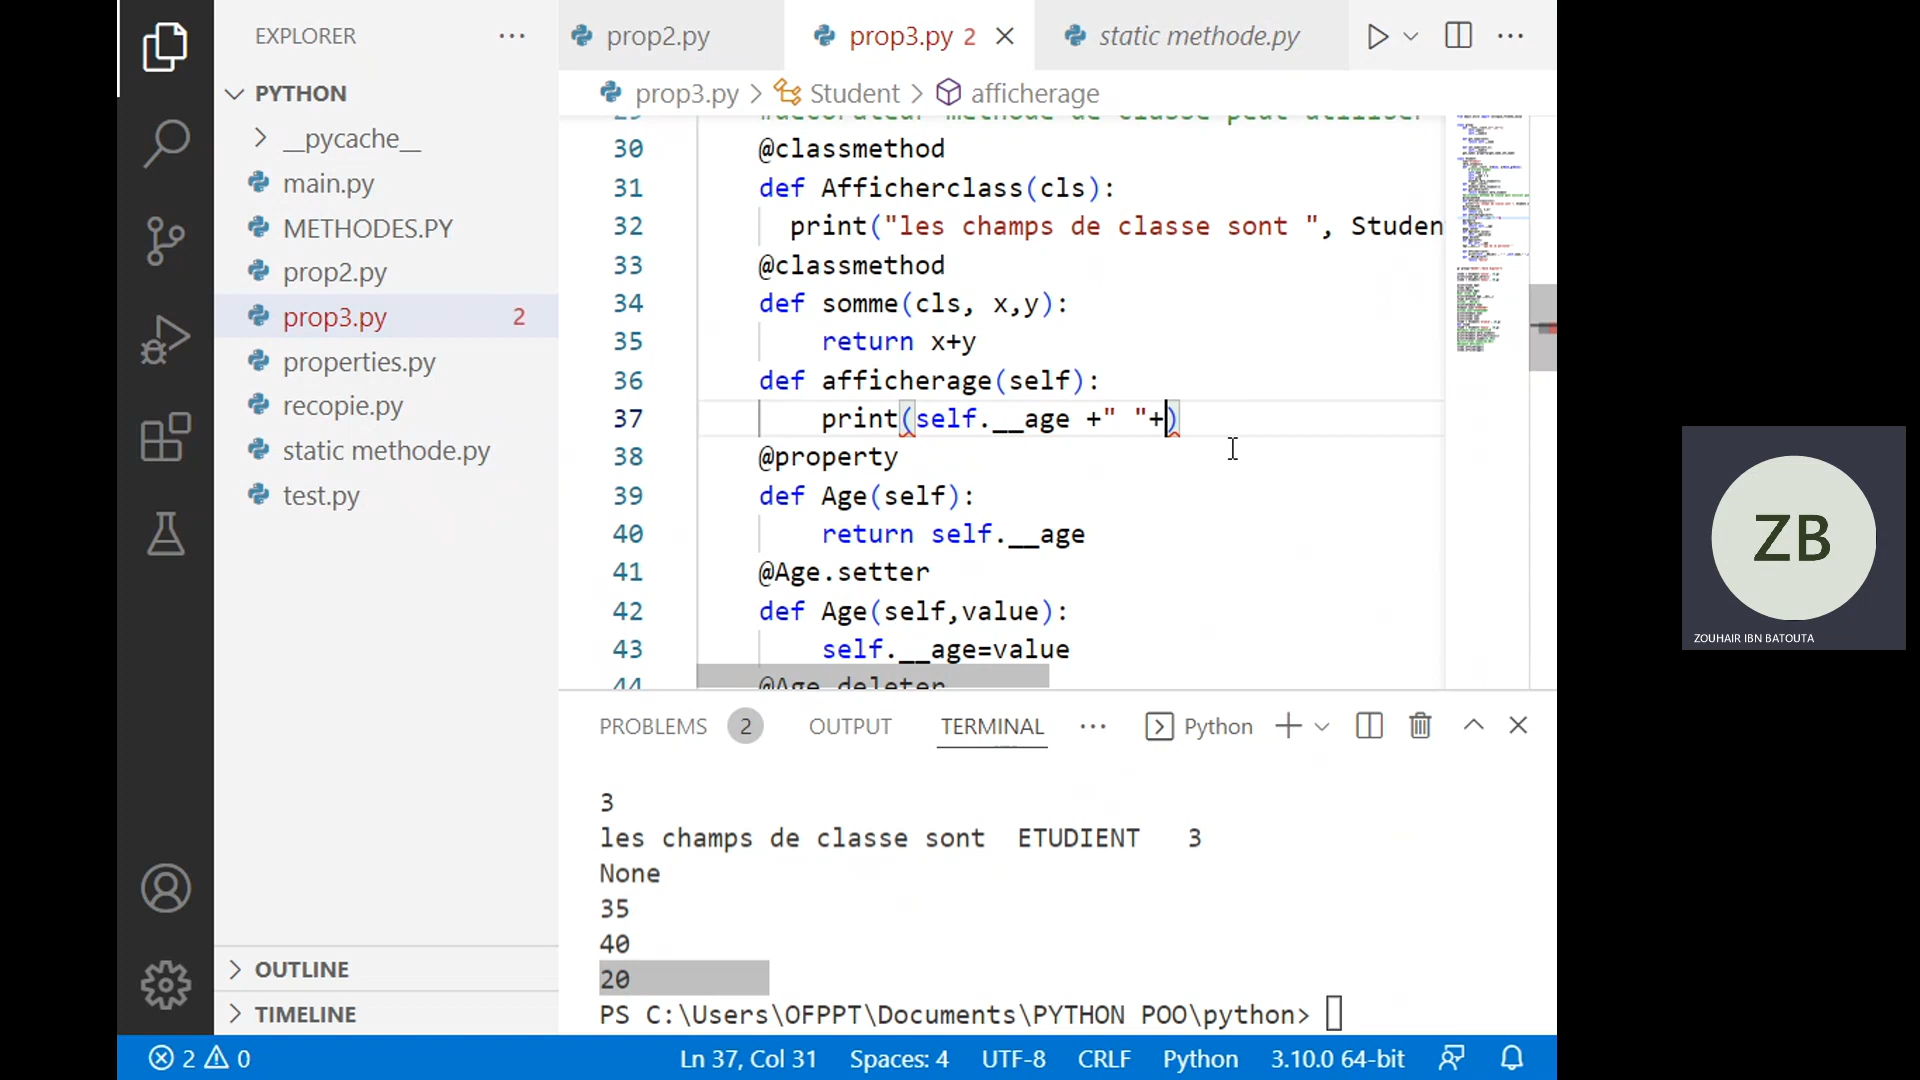 EXPLORER
PYTHON
__pycache__
main.py
METHODES.PY
prop2.py
prop3.py 2
properties.py
recopie.py
static methode.py
test.py
OUTLINE
TIMELINE
prop2.py
prop3.py 2
static methode.py
prop3.py > Student > afficherage
30 @classmethod
31 def Afficherclass(cls):
32 print("les champs de classe sont ", Studen
33 @classmethod
34 def somme(cls, x,y):
35 return x+y
36 def afficherage(self):
37 print(self.__age +" "+)
38 @property
39 def Age(self):
40 return self.__age
41 @Age.setter
42 def Age(self,value):
43 self.__age=value
44 @Age.deleter
PROBLEMS 2 OUTPUT TERMINAL Python
3
les champs de classe sont  ETUDIENT   3
None
35
40
20
PS C:\Users\OFPPT\Documents\PYTHON POO\python>
2 0 Ln 37, Col 31 Spaces: 4 UTF-8 CRLF Python 3.10.0 64-bit
ZB
ZOUHAIR IBN BATOUTA